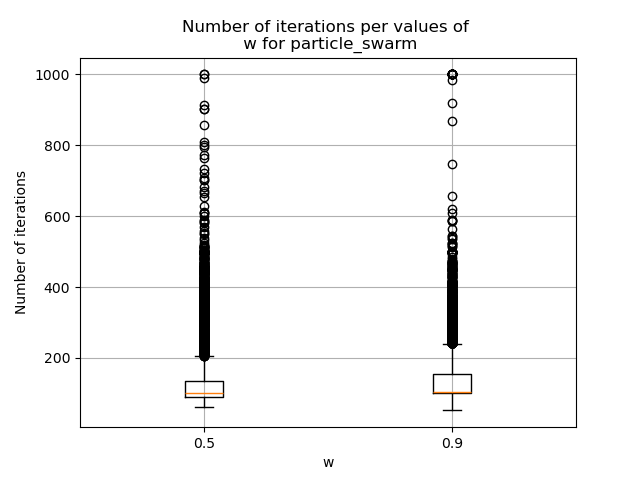 Number of iterations per values of
w for particle_swarm
Number of iterations
1000
800
600
400
200
0.5
0.9
w